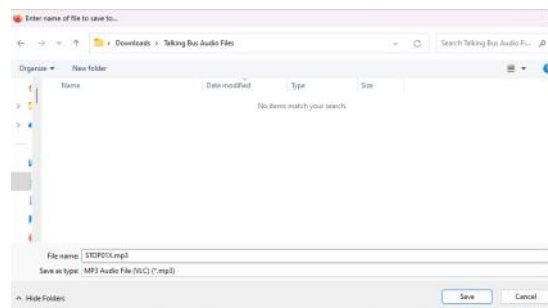 Enter name of file to save to...
Downloads > Talking Bus Audio Files
Search Talking Bus Audio Fi...
Organize
New folder
Name Date modified Type Size
No items match your search.
File name: STOP01X.mp3
Save as type: MP3 Audio File (VLC) (*.mp3)
Hide Folders
Save Cancel